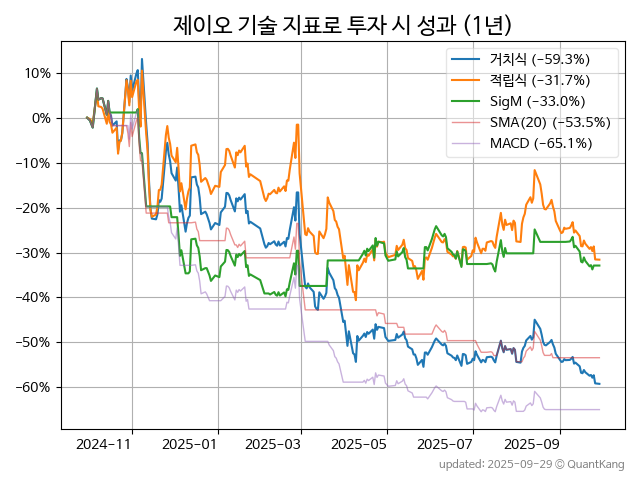 제이오 기술 지표로 투자 시 성과 (1년)
거치식 (−59.3%)
적립식 (−31.7%)
SigM (−33.0%)
SMA(20) (−53.5%)
MACD (−65.1%)
10%
0%
−10%
−20%
−30%
−40%
−50%
−60%
2024−11 2025−01 2025−03 2025−05 2025−07 2025−09
updated: 2025-09-29 © QuantKang